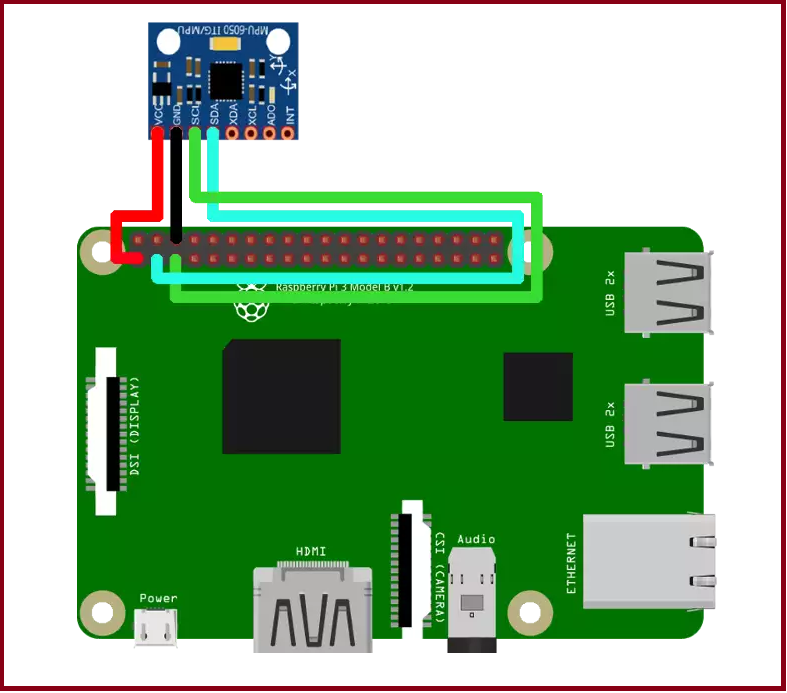 MPU-6050 ITG/MPU
Y
X
VCC
GND
SCL
SDA
XDA
XCL
ADO
INT
Raspberry Pi 3 Model B v1.2
USB 2x
USB 2x
DSI (DISPLAY)
ETHERNET
CSI (CAMERA)
Audio
HDMI
Power